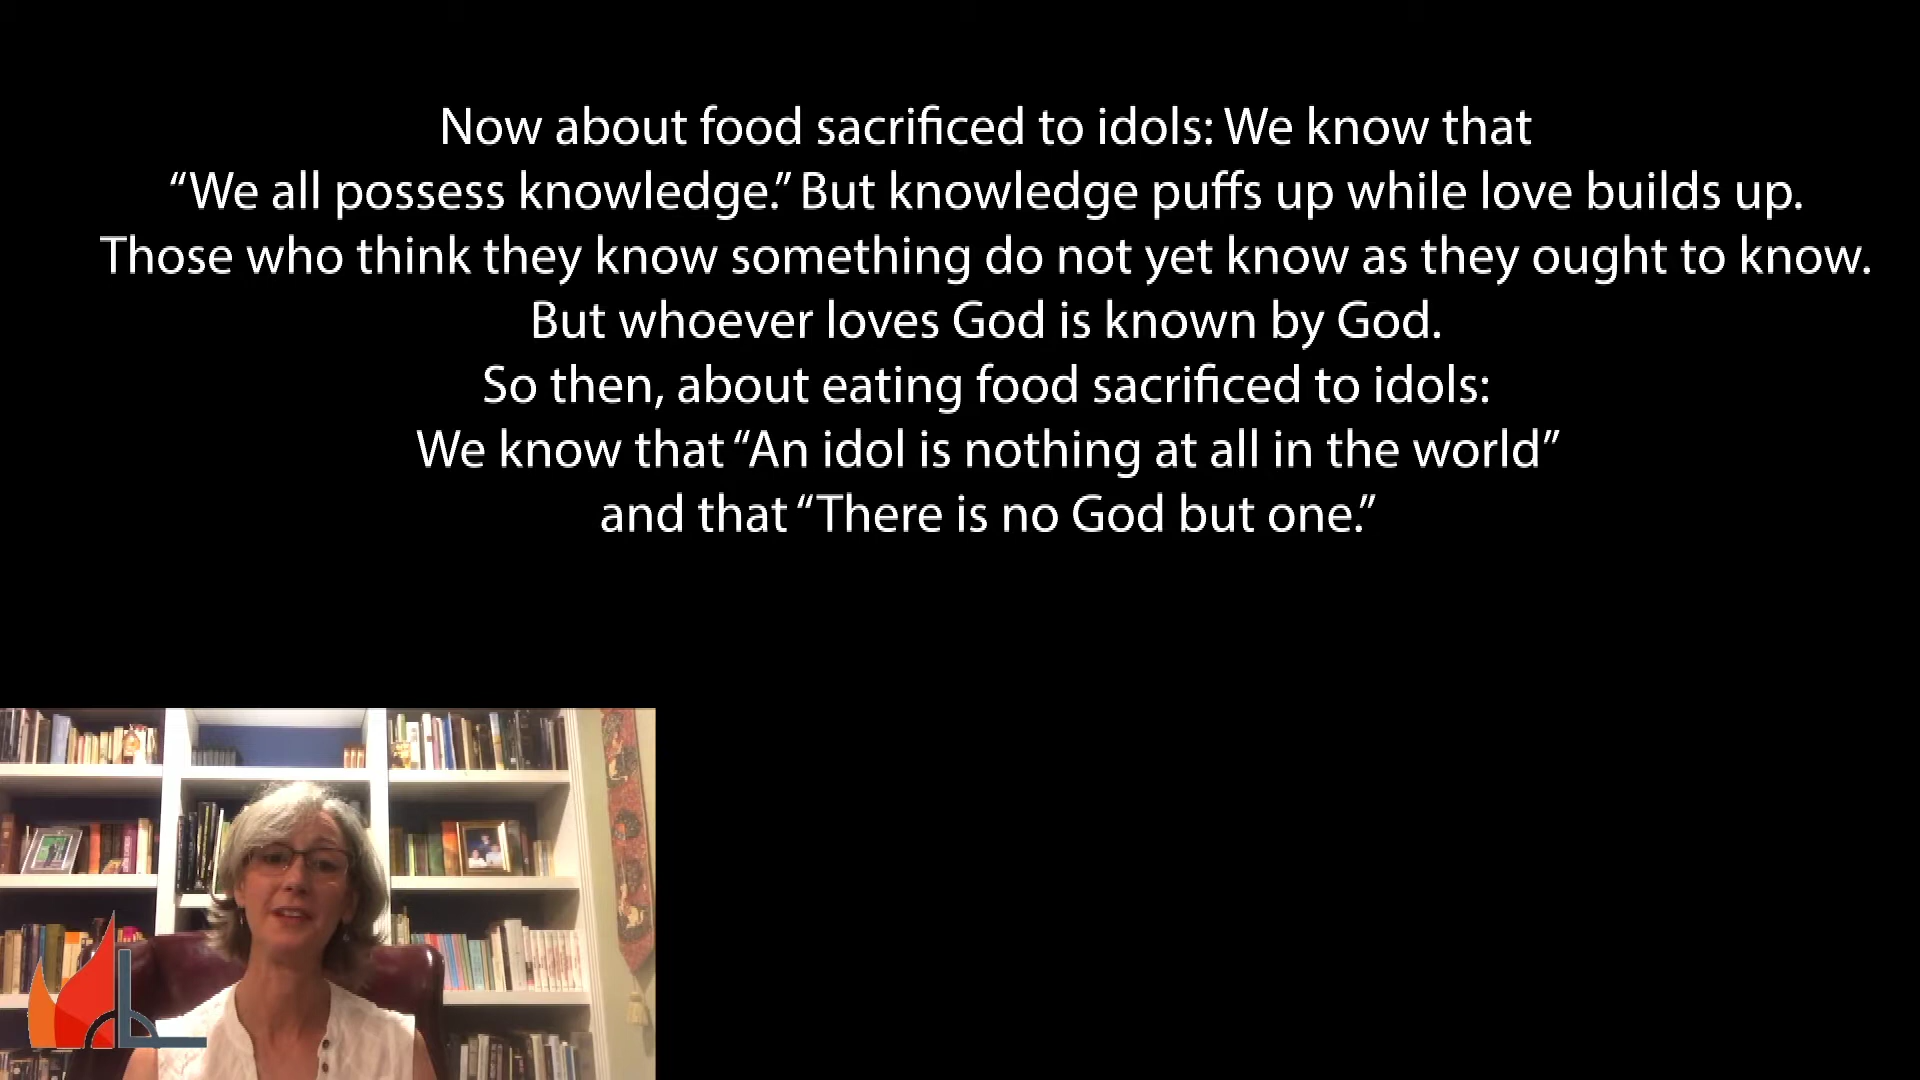 Now about food sacrificed to idols: We know that
“We all possess knowledge.” But knowledge puffs up while love builds up.
Those who think they know something do not yet know as they ought to know.
But whoever loves God is known by God.
So then, about eating food sacrificed to idols:
We know that “An idol is nothing at all in the world”
and that “There is no God but one.”